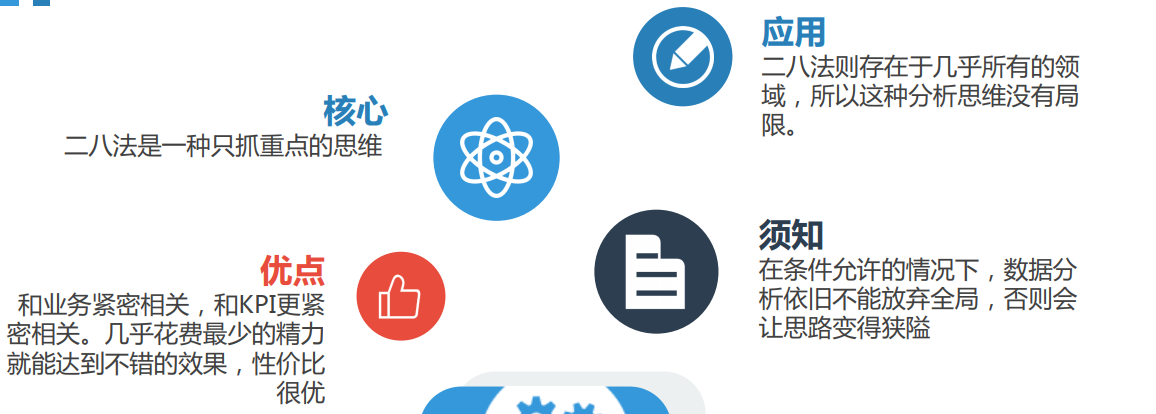 核心
二八法是一种只抓重点的思维
应用
二八法则存在于几乎所有的领
域，所以这种分析思维没有局
限。
优点
和业务紧密相关，和KPI更紧
密相关。几乎花费最少的精力
就能达到不错的效果，性价比
很优
须知
在条件允许的情况下，数据分
析依旧不能放弃全局，否则会
让思路变得狭隘